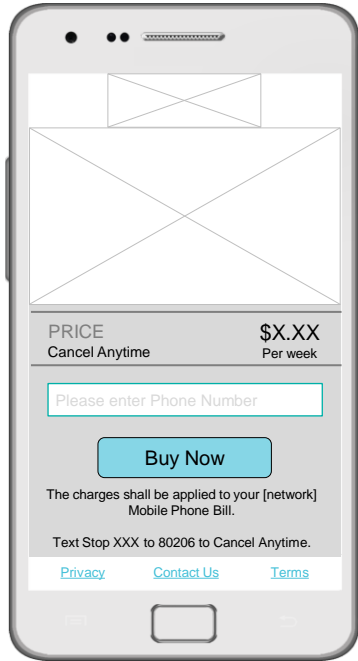 PRICE
$X.XX
Cancel Anytime
Per week
Please enter Phone Number
Buy Now
The charges shall be applied to your [network]
Mobile Phone Bill.
Text Stop XXX to 80206 to Cancel Anytime.
Privacy
Contact Us
Terms